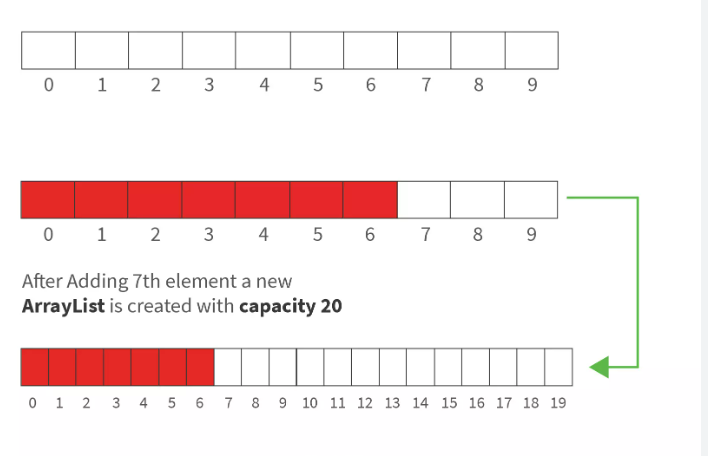 0 1 2 3 4 5 6 7 8 9
0 1 2 3 4 5 6 7 8 9
After Adding 7th element a new
ArrayList is created with capacity 20
0 1 2 3 4 5 6 7 8 9 10 11 12 13 14 15 16 17 18 19